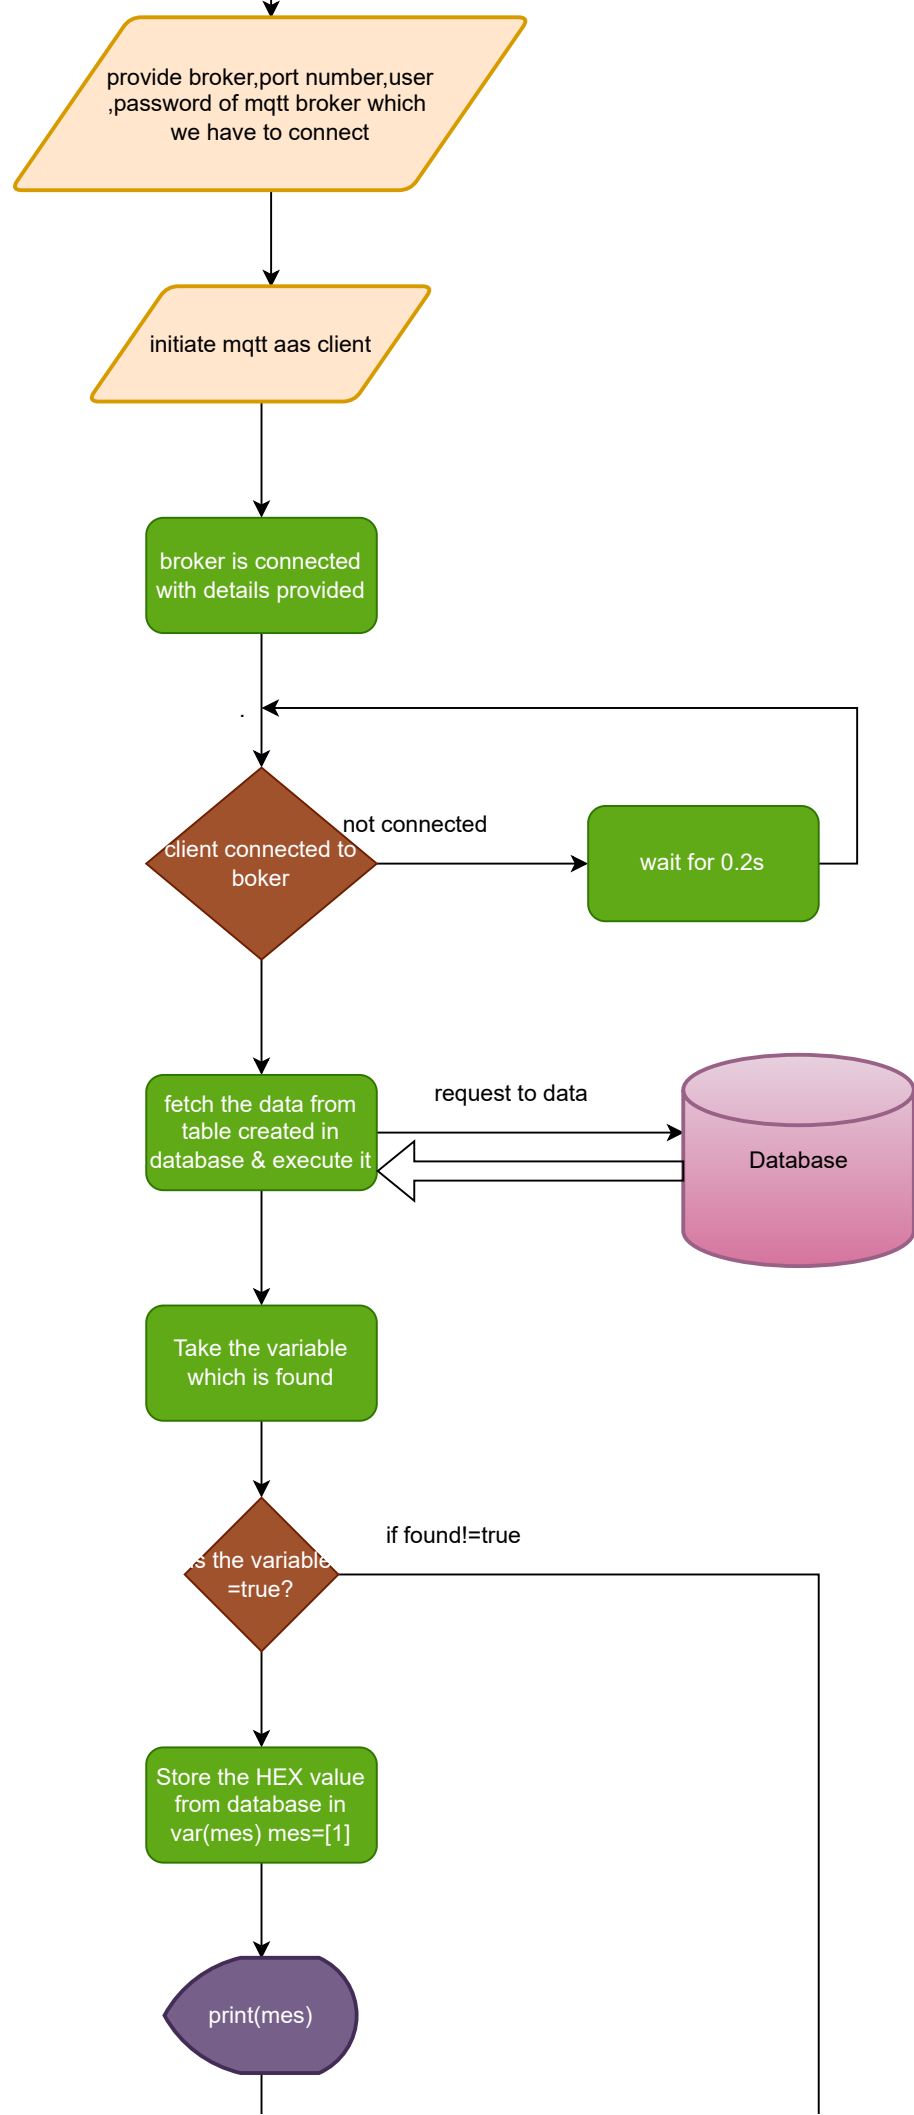 provide broker,port number,user
,password of mqtt broker which
we have to connect
initiate mqtt aas client
broker is connected
with details provided
.
not connected
client connected to
boker
wait for 0.2s
fetch the data from
table created in
database & execute it
request to data
Database
Take the variable
which is found
if found!=true
is the variable
=true?
Store the HEX value
from database in
var(mes) mes=[1]
print(mes)